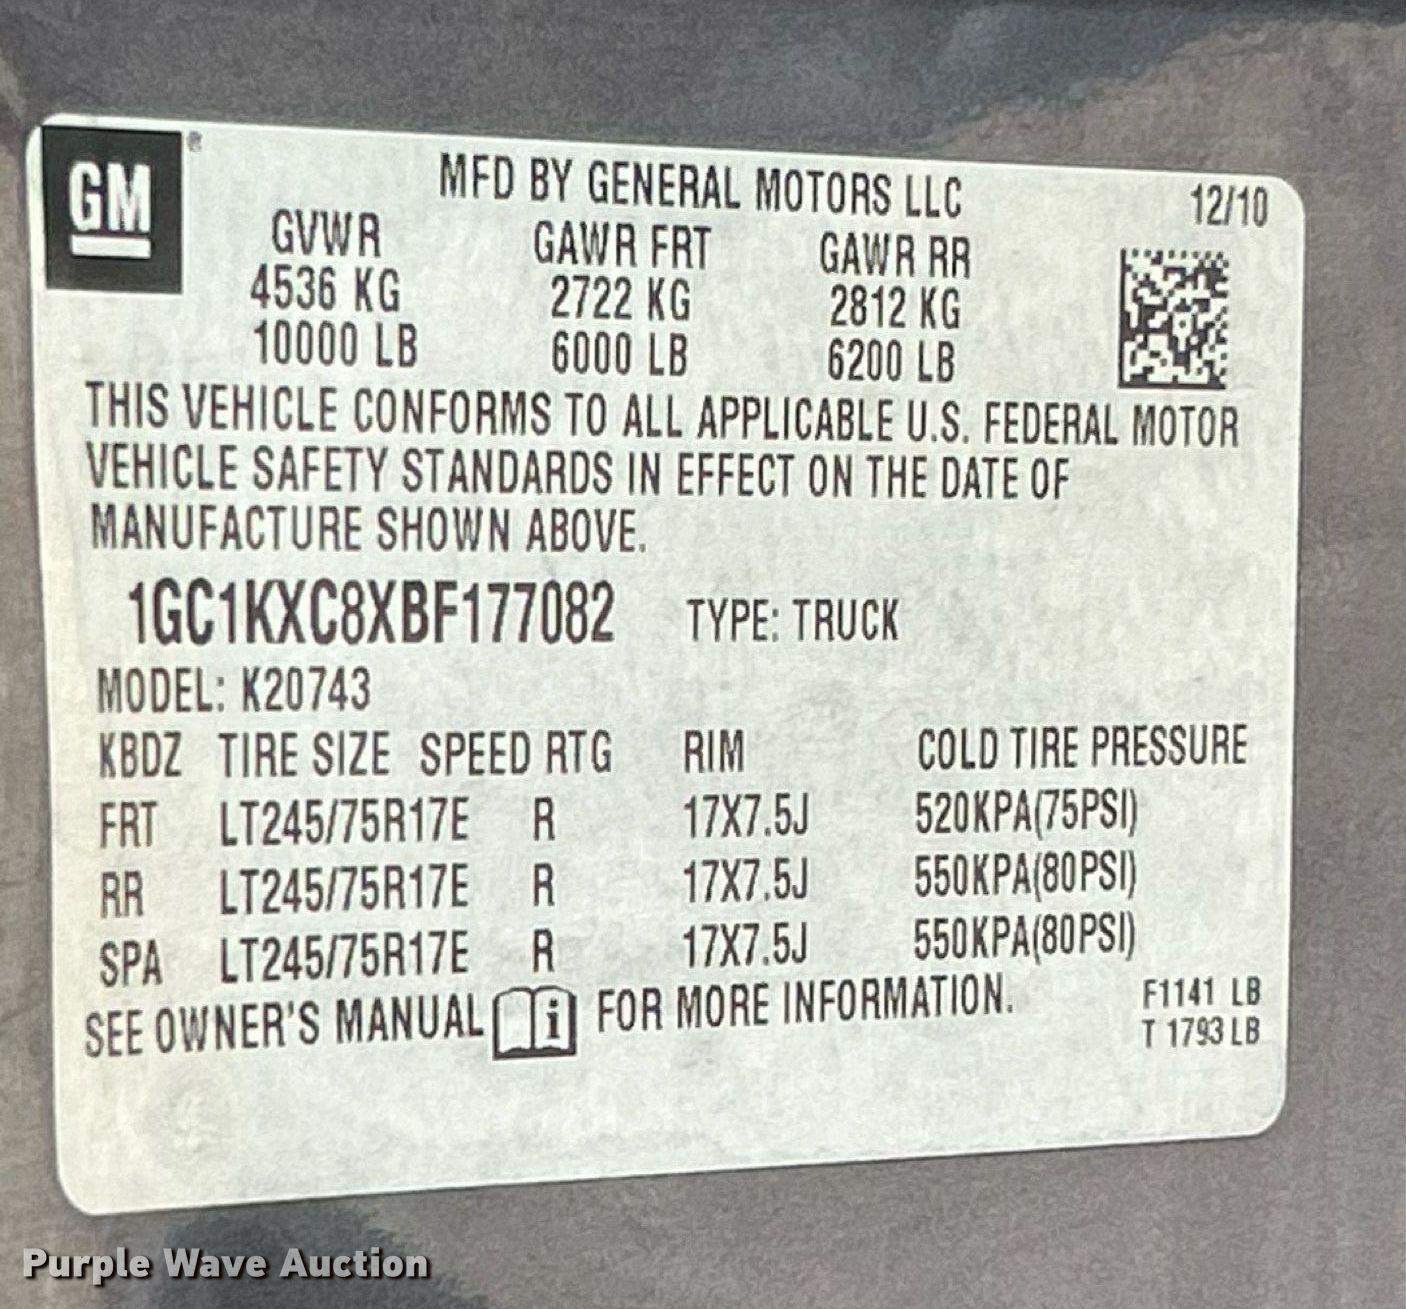 GM ®
MFD BY GENERAL MOTORS LLC 12/10
GVWR GAWR FRT GAWR RR
4536 KG 2722 KG 2812 KG
10000 LB 6000 LB 6200 LB
THIS VEHICLE CONFORMS TO ALL APPLICABLE U.S. FEDERAL MOTOR
VEHICLE SAFETY STANDARDS IN EFFECT ON THE DATE OF
MANUFACTURE SHOWN ABOVE.
1GC1KXC8XBF177082 TYPE: TRUCK
MODEL: K20743
KBDZ TIRE SIZE SPEED RTG RIM COLD TIRE PRESSURE
FRT LT245/75R17E R 17X7.5J 520KPA(75PSI)
RR LT245/75R17E R 17X7.5J 550KPA(80PSI)
SPA LT245/75R17E R 17X7.5J 550KPA(80PSI)
SEE OWNER'S MANUAL i FOR MORE INFORMATION.
F1141 LB
T 1793 LB
Purple Wave Auction